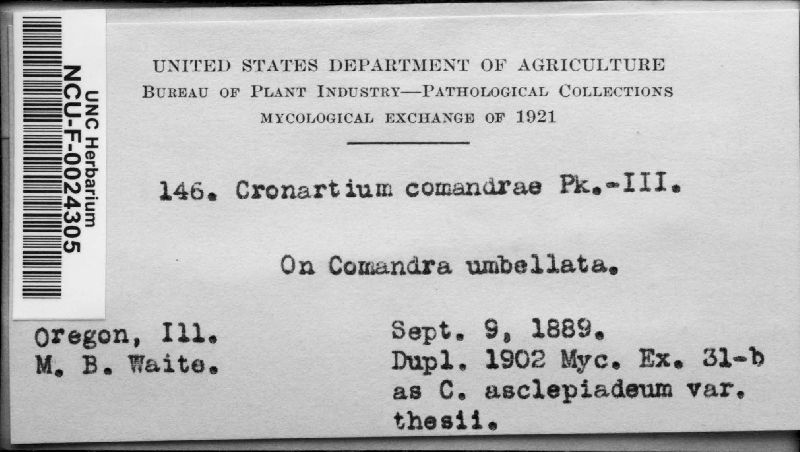 UNC Herbarium
NCU-F-0024305
UNITED STATES DEPARTMENT OF AGRICULTURE
BUREAU OF PLANT INDUSTRY—PATHOLOGICAL COLLECTIONS
MYCOLOGICAL EXCHANGE OF 1921
146. Cronartium comandrae Pk.-III.
On Comandra umbellata.
Oregon, Ill.
M. B. Waite.
Sept. 9, 1889.
Dupl. 1902 Myc. Ex. 31-b
as C. asclepiadeum var.
thesii.